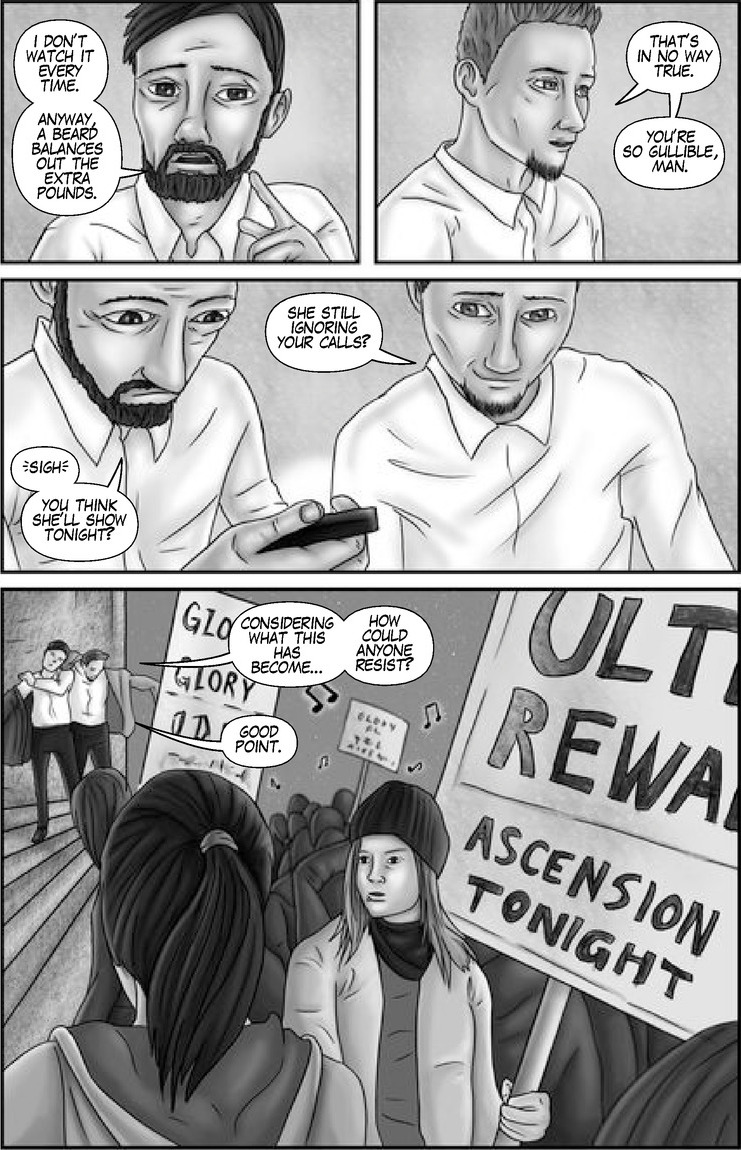 I DON'T
WATCH IT
EVERY
TIME.
ANYWAY,
A BEARD
BALANCES
OUT THE
EXTRA
POUNDS.
THAT'S
IN NO WAY
TRUE.
YOU'RE
SO GULLIBLE,
MAN.
SHE STILL
IGNORING
YOUR CALLS?
SIGH
YOU THINK
SHE'LL SHOW
TONIGHT?
CONSIDERING
WHAT THIS
HAS
BECOME...
HOW
COULD
ANYONE
RESIST?
GOOD
POINT.
GLO
GLORY
GLORY
ULT
REWA
ASCENSION
TONIGHT